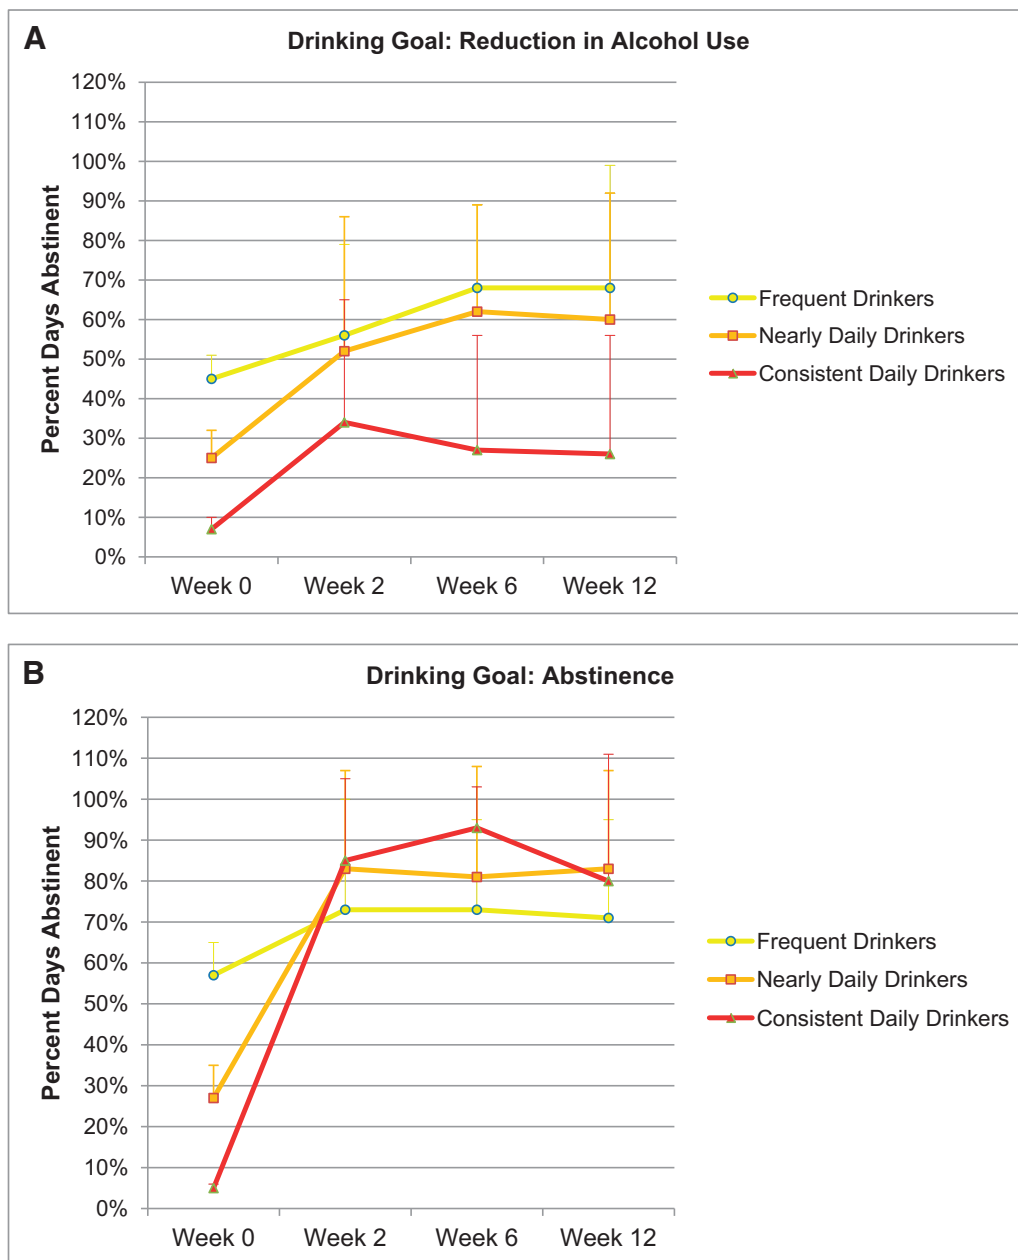 A
Drinking Goal: Reduction in Alcohol Use
Percent Days Abstinent
120%
110%
100%
90%
80%
70%
60%
50%
40%
30%
20%
10%
0%
Week 0
Week 2
Week 6
Week 12
Frequent Drinkers
Nearly Daily Drinkers
Consistent Daily Drinkers
B
Drinking Goal: Abstinence
Percent Days Abstinent
120%
110%
100%
90%
80%
70%
60%
50%
40%
30%
20%
10%
0%
Week 0
Week 2
Week 6
Week 12
Frequent Drinkers
Nearly Daily Drinkers
Consistent Daily Drinkers